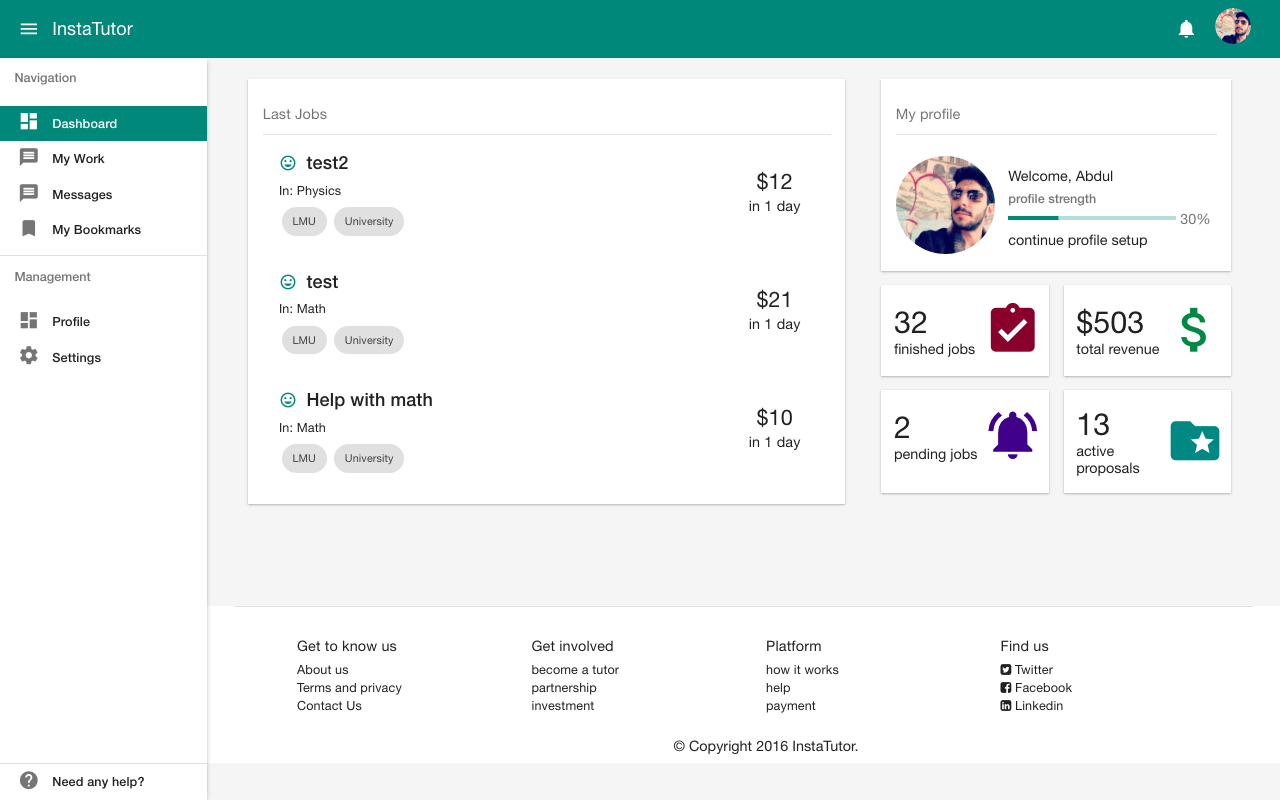 InstaTutor
Navigation
Dashboard
My Work
Messages
My Bookmarks
Management
Profile
Settings
Need any help?
Last Jobs
test2
In: Physics
LMU University
$12
in 1 day
test
In: Math
LMU University
$21
in 1 day
Help with math
In: Math
LMU University
$10
in 1 day
My profile
Welcome, Abdul
profile strength
30%
continue profile setup
32
finished jobs
$503
total revenue
2
pending jobs
13
active
proposals
Get to know us
About us
Terms and privacy
Contact Us
Get involved
become a tutor
partnership
investment
Platform
how it works
help
payment
Find us
Twitter
Facebook
Linkedin
© Copyright 2016 InstaTutor.